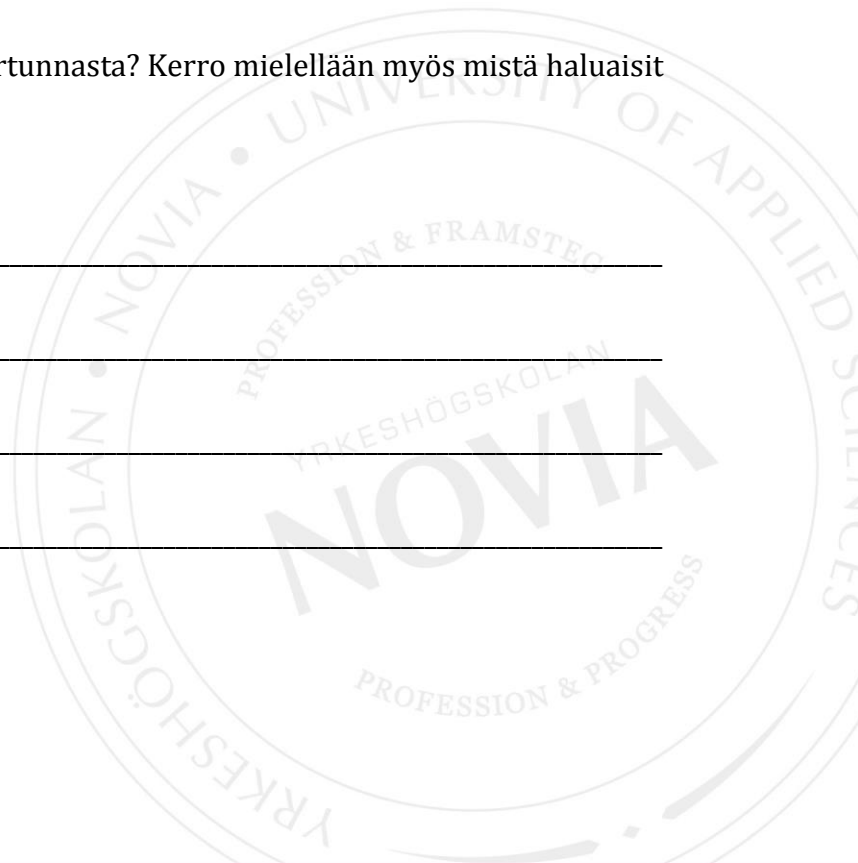 rtunnasta? Kerro mielellään myös mistä haluaisit
YRKESHÖGSKOLAN • NOVIA • UNIVERSITY OF APPLIED SCIENCES
PROFESSION & FRAMSTEG
YRKESHÖGSKOLAN
NOVIA
PROFESSION & PROGRESS